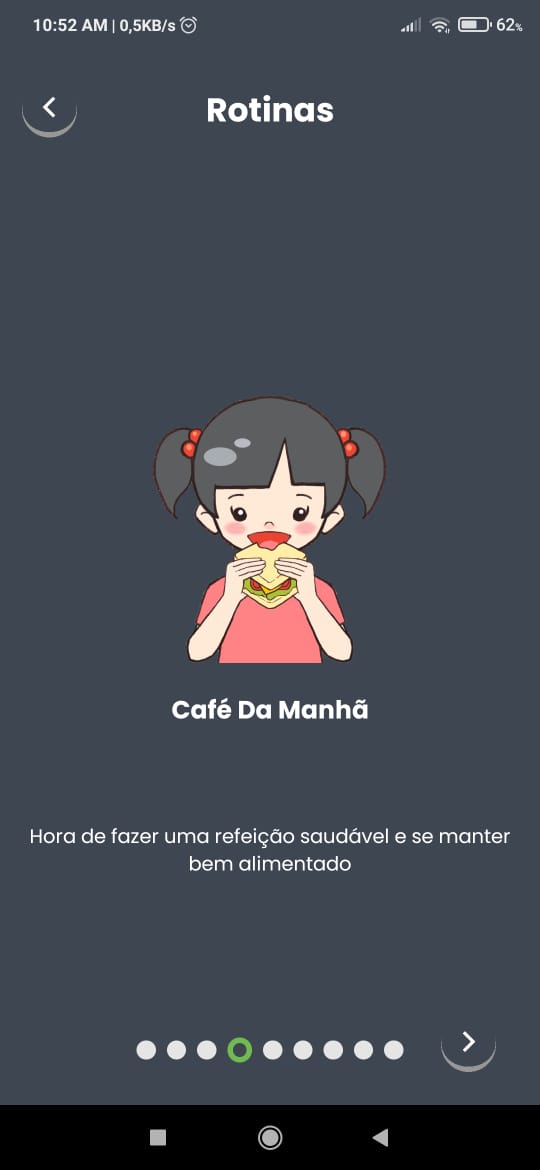 10:52 AM | 0,5KB/s
62%
Rotinas
Café Da Manhã
Hora de fazer uma refeição saudável e se manter
bem alimentado